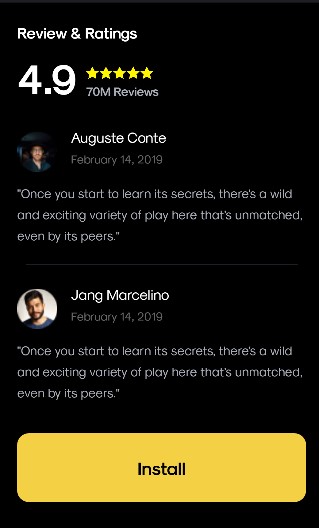 Review & Ratings
4.9
70M Reviews
Auguste Conte
February 14, 2019
"Once you start to learn its secrets, there's a wild
and exciting variety of play here that's unmatched,
even by its peers."
Jang Marcelino
February 14, 2019
"Once you start to learn its secrets, there's a wild
and exciting variety of play here that's unmatched,
even by its peers."
Install